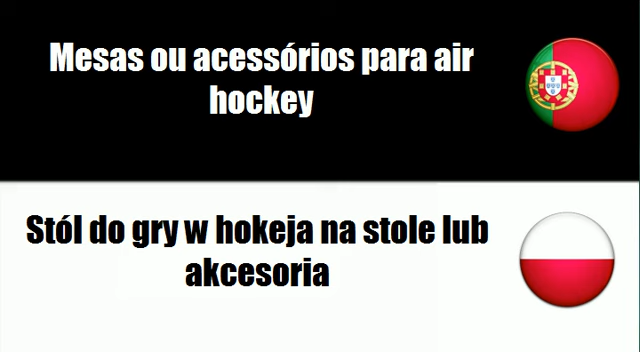 Mesas ou acessórios para air
hockey
Stól do gry w hokeja na stole lub
akcesoria